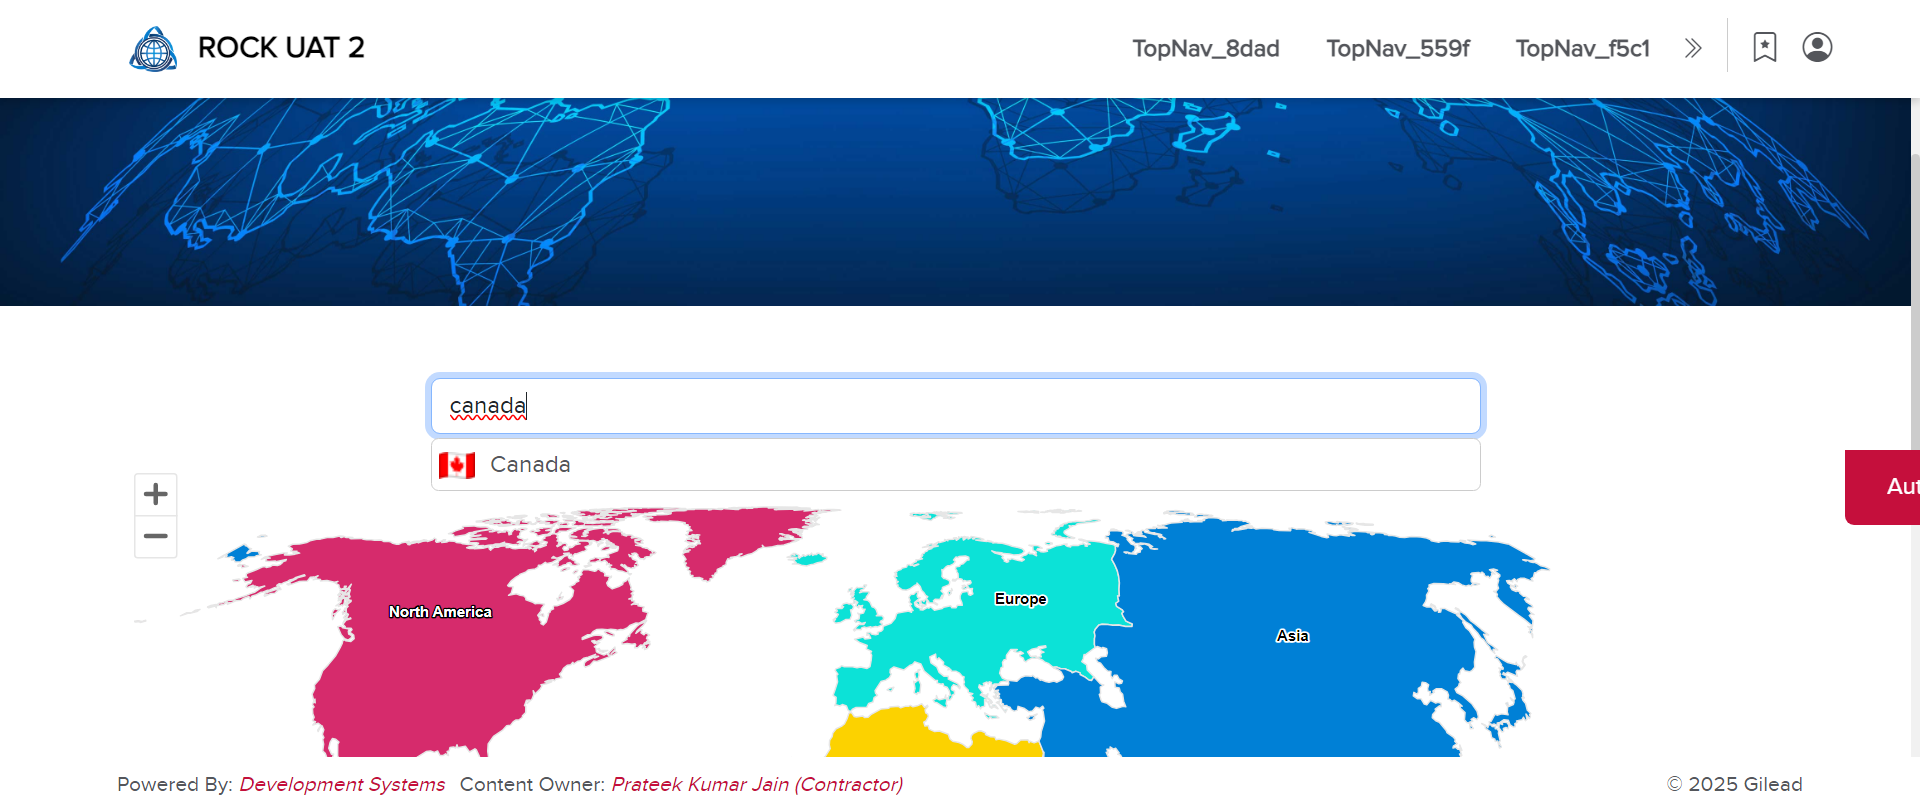 ROCK UAT 2
TopNav_8dad TopNav_559f TopNav_f5c1
canada
Canada
Aut
North America
Europe
Asia
Powered By: Development Systems Content Owner: Prateek Kumar Jain (Contractor)
© 2025 Gilead